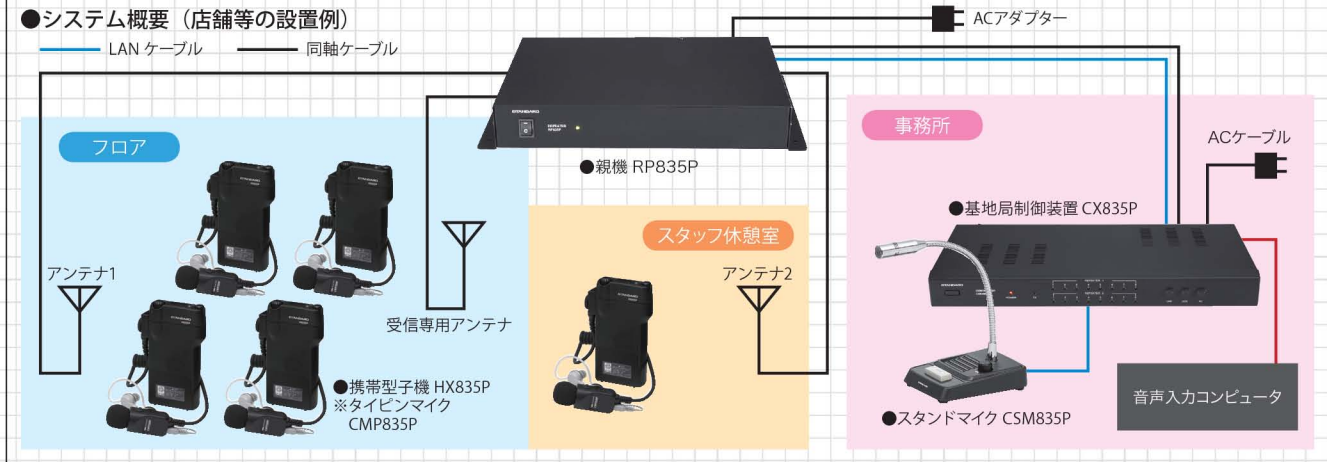 ●システム概要（店舗等の設置例）
LAN ケーブル
同軸ケーブル
ACアダプター
STANDARD
●親機 RP835P
フロア
アンテナ1
受信専用アンテナ
●携帯型子機 HX835P
※タイピンマイク
CMP835P
スタッフ休憩室
アンテナ2
事務所
ACケーブル
●基地局制御装置 CX835P
●スタンドマイク CSM835P
音声入力コンピュータ